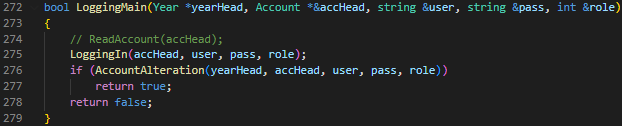 272 bool LoggingMain(Year *yearHead, Account *&accHead, string &user, string &pass, int &role)
273 {
274     // ReadAccount(accHead);
275     LoggingIn(accHead, user, pass, role);
276     if (AccountAlteration(yearHead, accHead, user, pass, role))
277         return true;
278     return false;
279 }